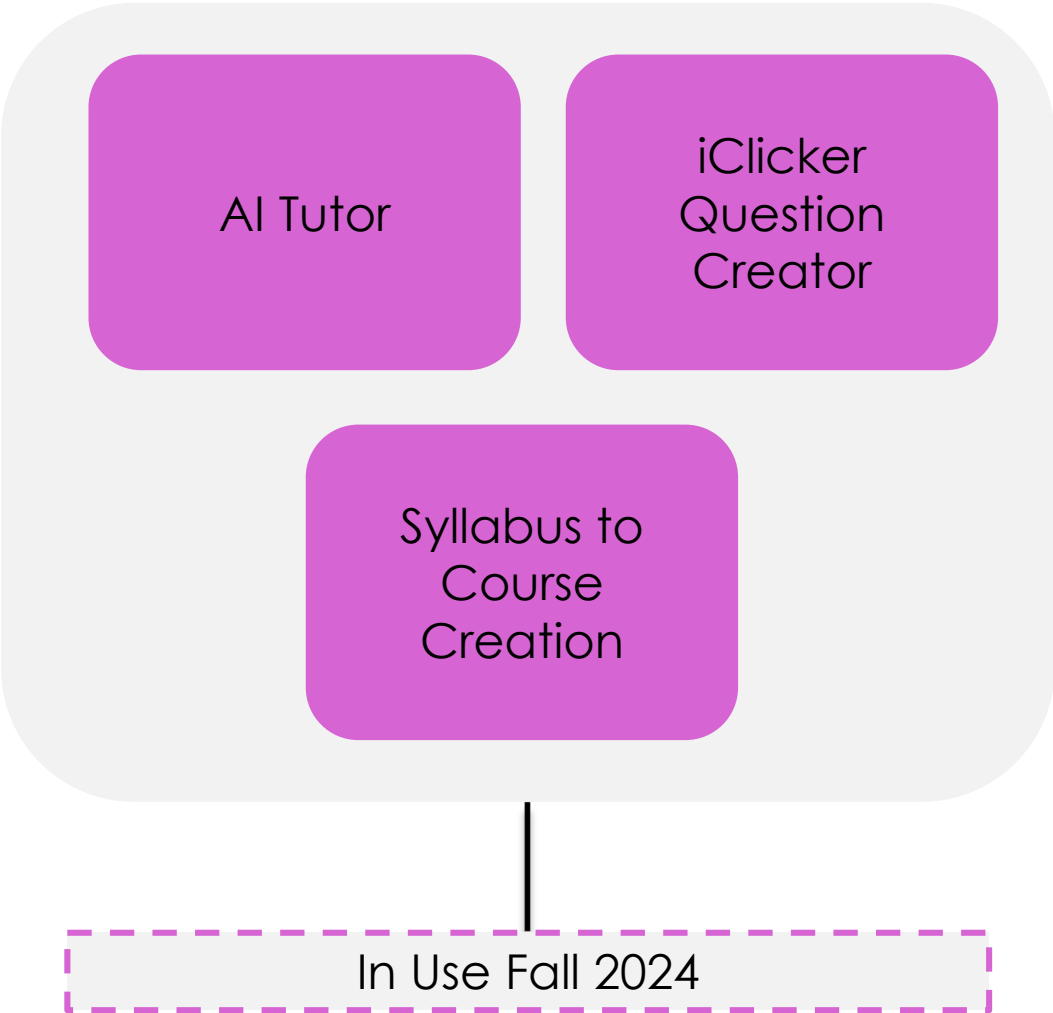 AI Tutor
iClicker
Question
Creator
Syllabus to
Course
Creation
In Use Fall 2024